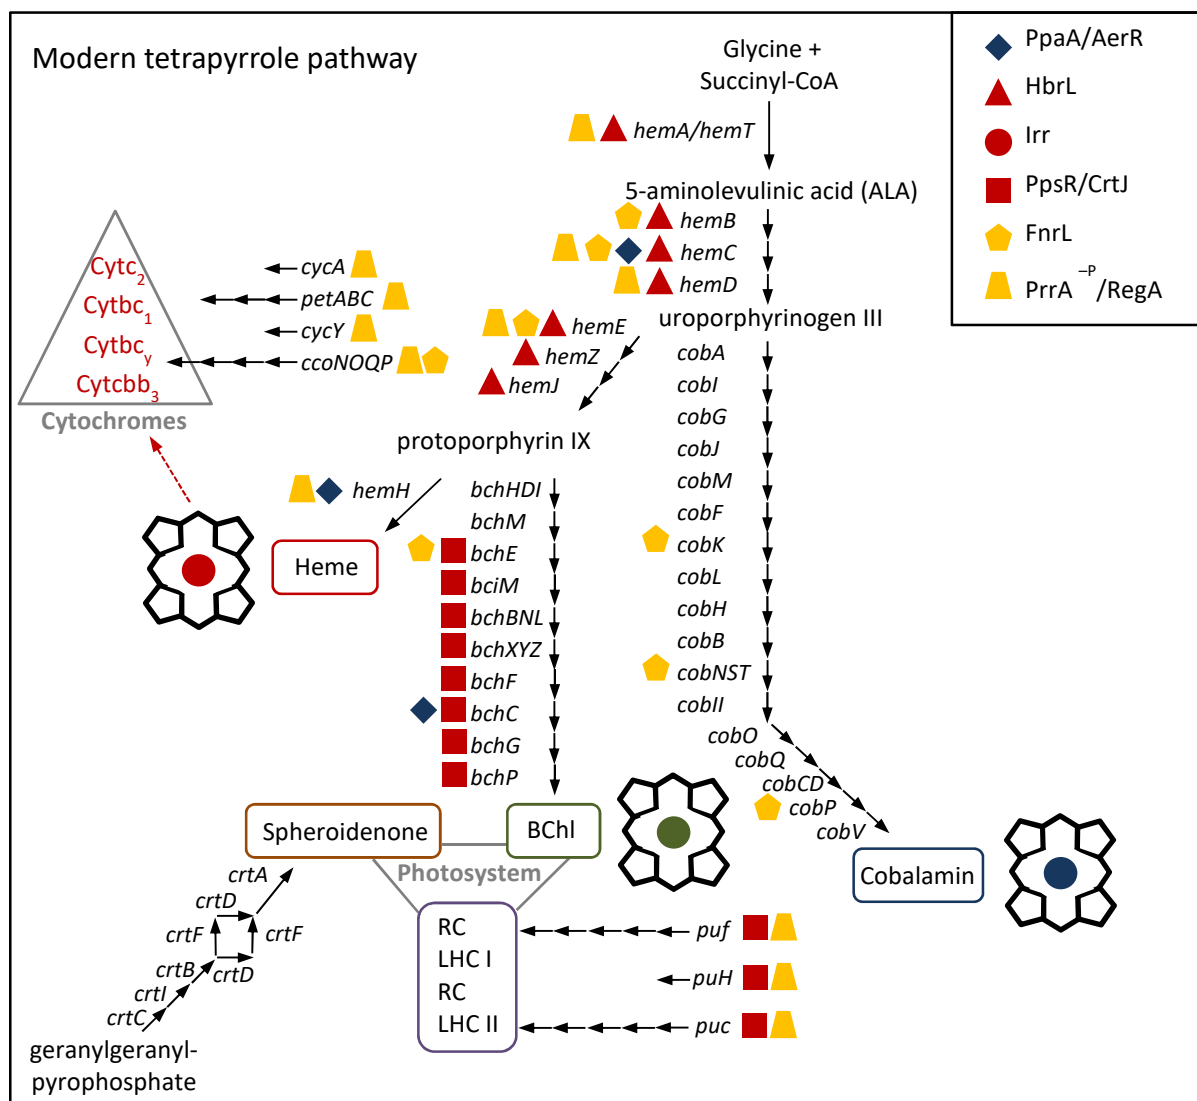 Modern tetrapyrrole pathway
Glycine +
Succinyl-CoA
hemA/hemT
5-aminolevulinic acid (ALA)
hemB
hemC
hemD
uroporphyrinogen III
PpaA/AerR
HbrL
Irr
PpsR/CrtJ
FnrL
PrrA –P/RegA
Cytc2
Cytbc1
Cytbcy
Cytcbb3
Cytochromes
cycA
petABC
cycY
ccoNOQP
hemE
hemZ
hemJ
protoporphyrin IX
hemH
Heme
bchHDI
bchM
bchE
bciM
bchBNL
bchXYZ
bchF
bchC
bchG
bchP
cobA
cobI
cobG
cobJ
cobM
cobF
cobK
cobL
cobH
cobB
cobNST
cobII
cobO
cobQ
cobCD
cobP
cobV
Cobalamin
Spheroidenone
BChl
Photosystem
RC
LHC I
RC
LHC II
puf
puH
puc
crtA
crtD
crtF
crtF
crtB
crtD
crtI
crtC
geranylgeranyl-
pyrophosphate